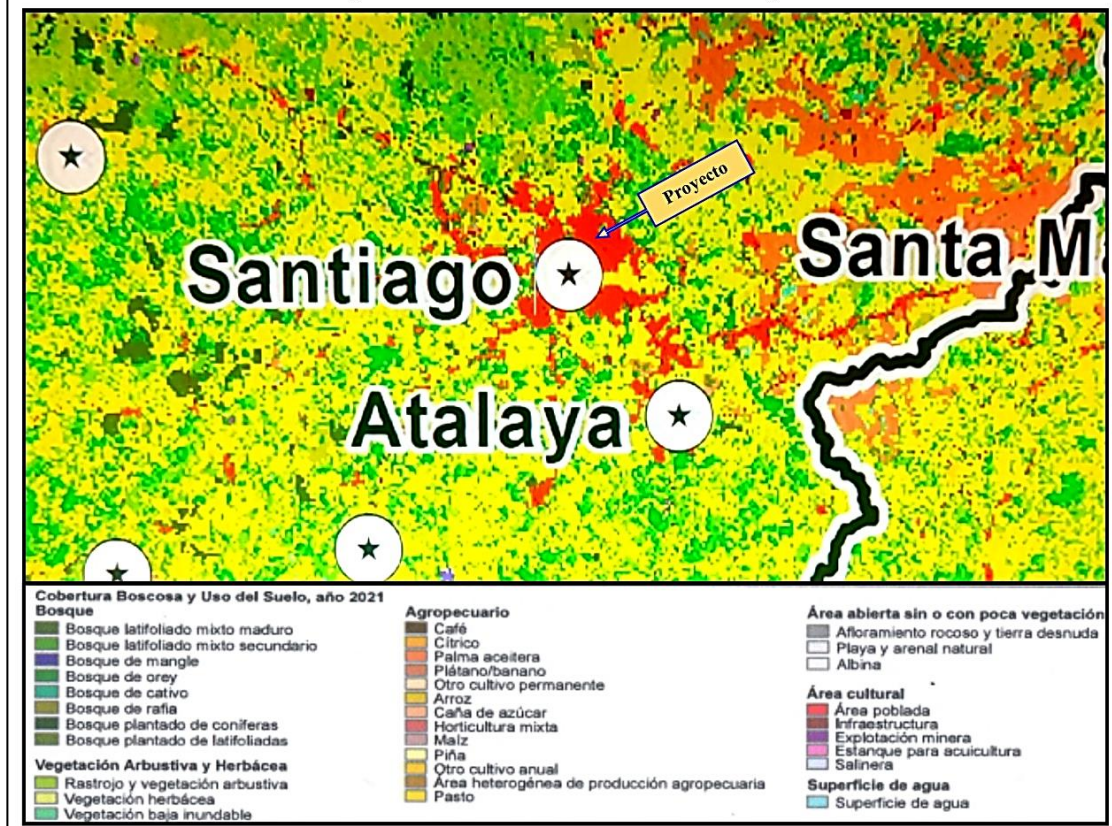 Proyecto
Santiago
Santa M
Atalaya
Cobertura Boscosa y Uso del Suelo, año 2021
Bosque
Bosque latifoliado mixto maduro
Bosque latifoliado mixto secundario
Bosque de mangle
Bosque de orey
Bosque de cativo
Bosque de rafia
Bosque plantado de coníferas
Bosque plantado de latifoliadas
Vegetación Arbustiva y Herbácea
Rastrojo y vegetación arbustiva
Vegetación herbácea
Vegetación baja inundable
Agropecuario
Café
Cítrico
Palma aceitera
Plátano/banano
Otro cultivo permanente
Arroz
Caña de azúcar
Horticultura mixta
Maíz
Piña
Otro cultivo anual
Área heterogénea de producción agropecuaria
Pasto
Área abierta sin o con poca vegetación
Afloramiento rocoso y tierra desnuda
Playa y arenal natural
Albina
Área cultural
Área poblada
Infraestructura
Explotación minera
Estanque para acuicultura
Salinera
Superficie de agua
Superficie de agua